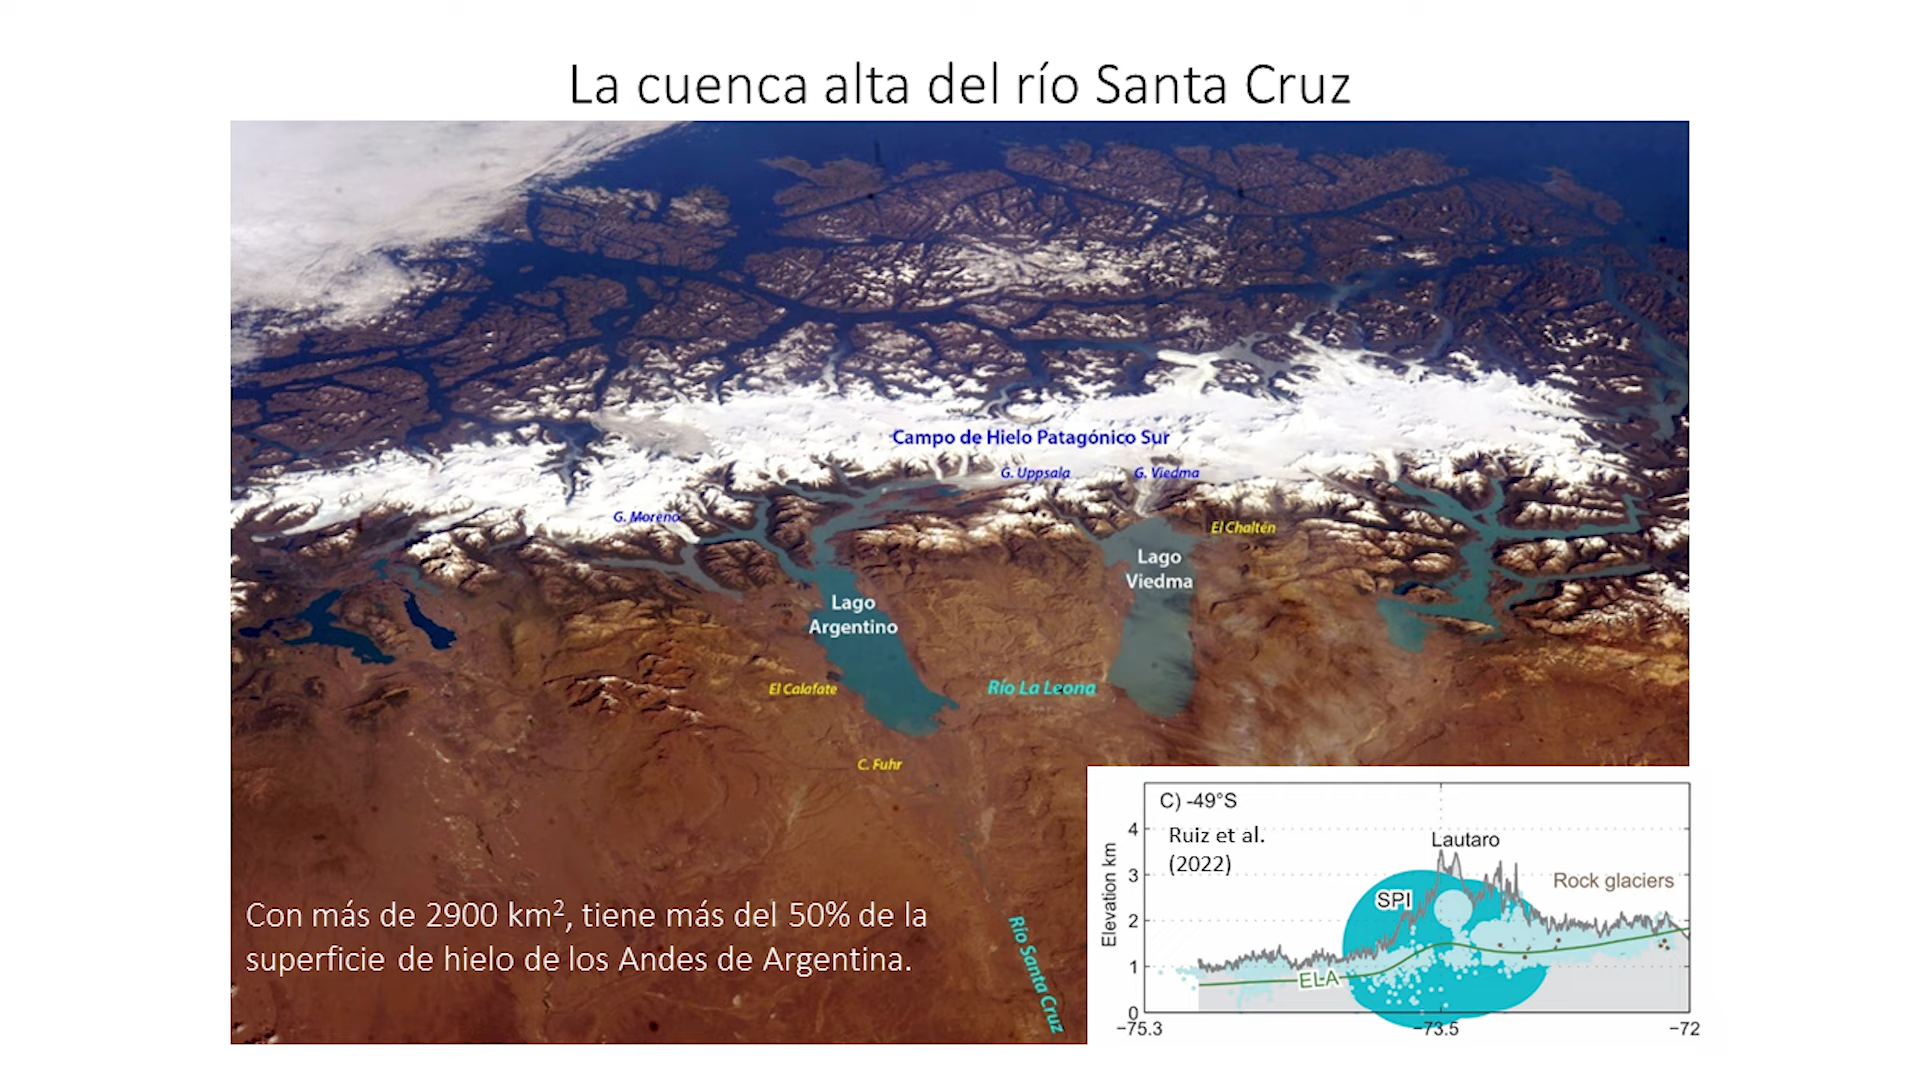 La cuenca alta del río Santa Cruz
Campo de Hielo Patagónico Sur
G. Uppsala
G. Viedma
G. Moreno
El Chaltén
Lago
Viedma
Lago
Argentino
El Calafate
Río La Leona
C. Fuhr
Río Santa Cruz
Con más de 2900 km², tiene más del 50% de la
superficie de hielo de los Andes de Argentina.
C) -49°S
Ruiz et al.
(2022)
Lautaro
Rock glaciers
SPI
ELA
Elevation km
4
3
2
1
0
−75.3
−73.5
−72